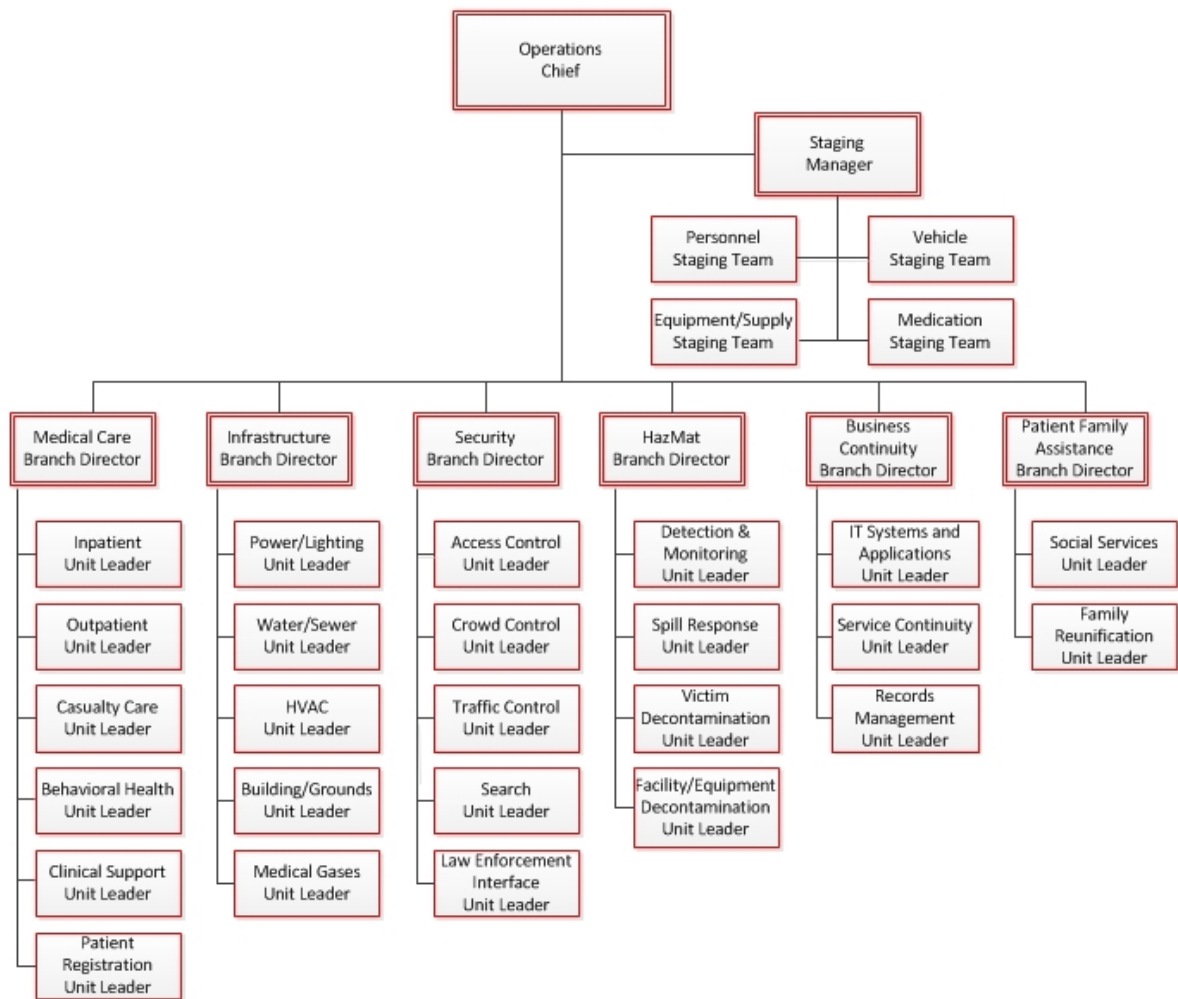 Operations
Chief
Staging
Manager
Personnel
Staging Team
Vehicle
Staging Team
Equipment/Supply
Staging Team
Medication
Staging Team
Medical Care
Branch Director
Infrastructure
Branch Director
Security
Branch Director
HazMat
Branch Director
Business
Continuity
Branch Director
Patient Family
Assistance
Branch Director
Inpatient
Unit Leader
Outpatient
Unit Leader
Casualty Care
Unit Leader
Behavioral Health
Unit Leader
Clinical Support
Unit Leader
Patient
Registration
Unit Leader
Power/Lighting
Unit Leader
Water/Sewer
Unit Leader
HVAC
Unit Leader
Building/Grounds
Unit Leader
Medical Gases
Unit Leader
Access Control
Unit Leader
Crowd Control
Unit Leader
Traffic Control
Unit Leader
Search
Unit Leader
Law Enforcement
Interface
Unit Leader
Detection &
Monitoring
Unit Leader
Spill Response
Unit Leader
Victim
Decontamination
Unit Leader
Facility/Equipment
Decontamination
Unit Leader
IT Systems and
Applications
Unit Leader
Service Continuity
Unit Leader
Records
Management
Unit Leader
Social Services
Unit Leader
Family
Reunification
Unit Leader